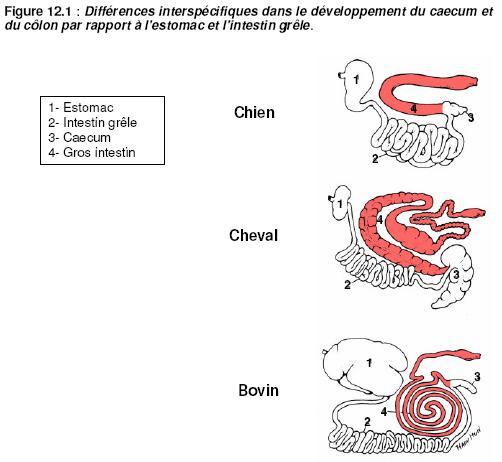 Figure 12.1 : Différences interspécifiques dans le développement du caecum et
du côlon par rapport à l'estomac et l'intestin grêle.
1- Estomac
2- Intestin grêle
3- Caecum
4- Gros intestin
Chien
1
4
3
2
Cheval
1
4
3
2
Bovin
1
3
4
2